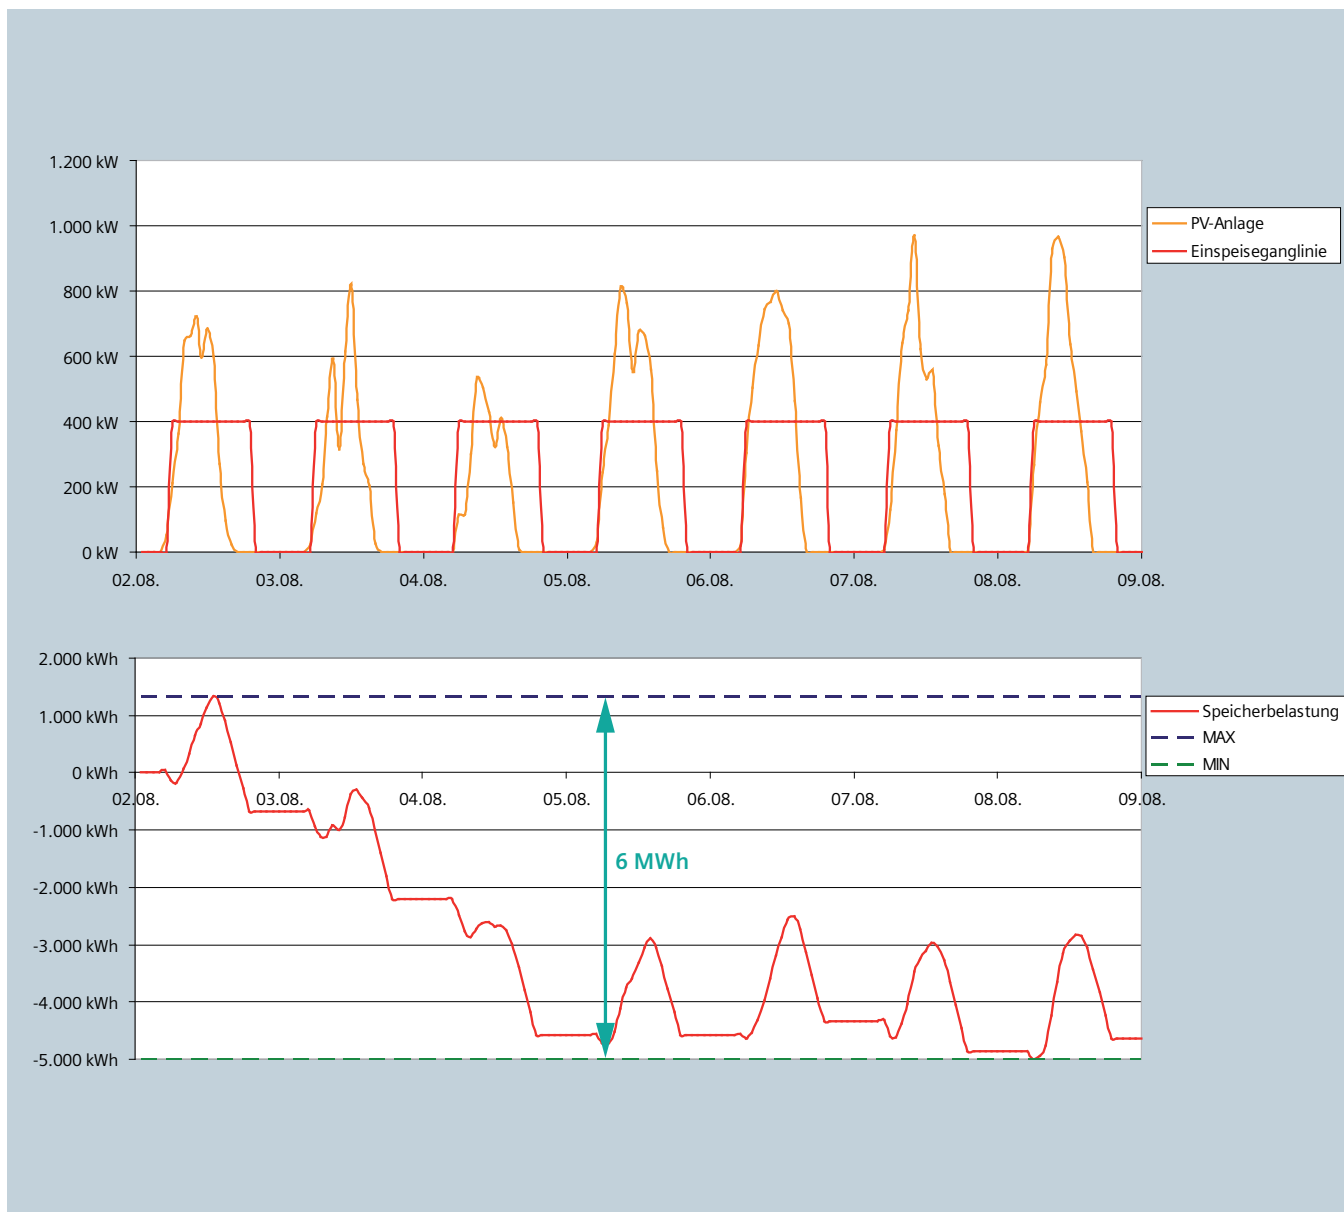 1.200 kW
1.000 kW
800 kW
600 kW
400 kW
200 kW
0 kW
02.08. 03.08. 04.08. 05.08. 06.08. 07.08. 08.08. 09.08.
PV-Anlage
Einspeiseganglinie
2.000 kWh
1.000 kWh
0 kWh
-1.000 kWh
-2.000 kWh
-3.000 kWh
-4.000 kWh
-5.000 kWh
02.08. 03.08. 04.08. 05.08. 06.08. 07.08. 08.08. 09.08.
6 MWh
Speicherbelastung
MAX
MIN